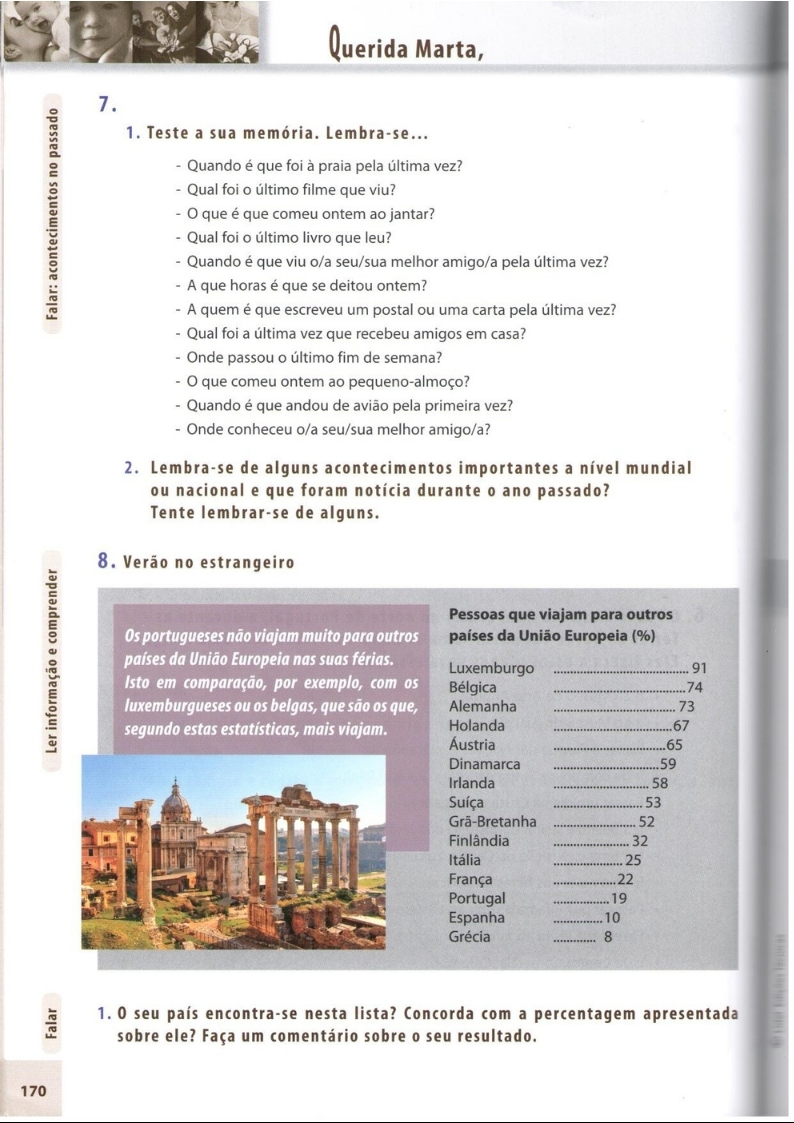 Querida Marta,
Falar: acontecimentos no passado
7.
1. Teste a sua memória. Lembra-se...
- Quando é que foi à praia pela última vez?
- Qual foi o último filme que viu?
- O que é que comeu ontem ao jantar?
- Qual foi o último livro que leu?
- Quando é que viu o/a seu/sua melhor amigo/a pela última vez?
- A que horas é que se deitou ontem?
- A quem é que escreveu um postal ou uma carta pela última vez?
- Qual foi a última vez que recebeu amigos em casa?
- Onde passou o último fim de semana?
- O que comeu ontem ao pequeno-almoço?
- Quando é que andou de avião pela primeira vez?
- Onde conheceu o/a seu/sua melhor amigo/a?
2. Lembra-se de alguns acontecimentos importantes a nível mundial
ou nacional e que foram notícia durante o ano passado?
Tente lembrar-se de alguns.
Ler informação e comprender
8. Verão no estrangeiro
Os portugueses não viajam muito para outros
países da União Europeia nas suas férias.
Isto em comparação, por exemplo, com os
luxemburgueses ou os belgas, que são os que,
segundo estas estatísticas, mais viajam.
Pessoas que viajam para outros
países da União Europeia (%)
Luxemburgo ........................................ 91
Bélgica .......................................74
Alemanha .................................... 73
Holanda ...................................67
Áustria .................................65
Dinamarca ...............................59
Irlanda ............................ 58
Suíça .......................... 53
Grã-Bretanha ........................ 52
Finlândia ...................... 32
Itália .................... 25
França ..................22
Portugal ................ 19
Espanha .............. 10
Grécia ............ 8
Falar
1. O seu país encontra-se nesta lista? Concorda com a percentagem apresentada
sobre ele? Faça um comentário sobre o seu resultado.
170